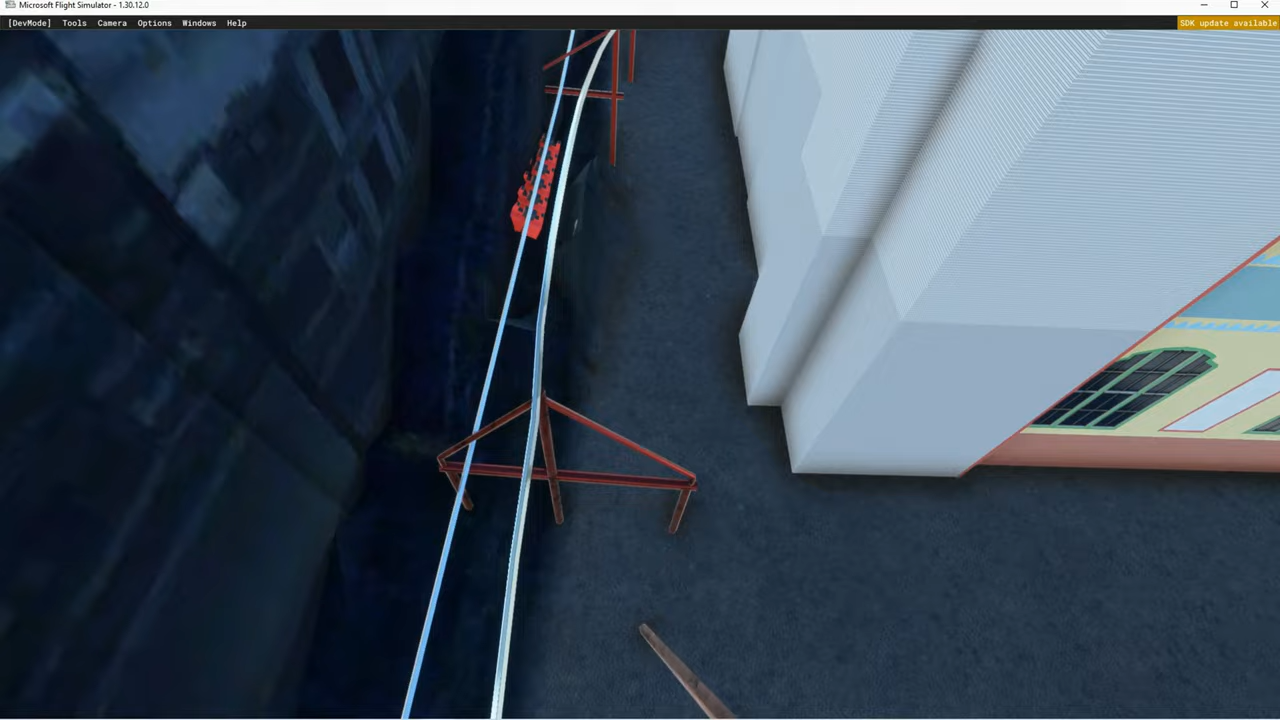 Microsoft Flight Simulator - 1.30.12.0
[DevMode] Tools Camera Options Windows Help
SDK update available